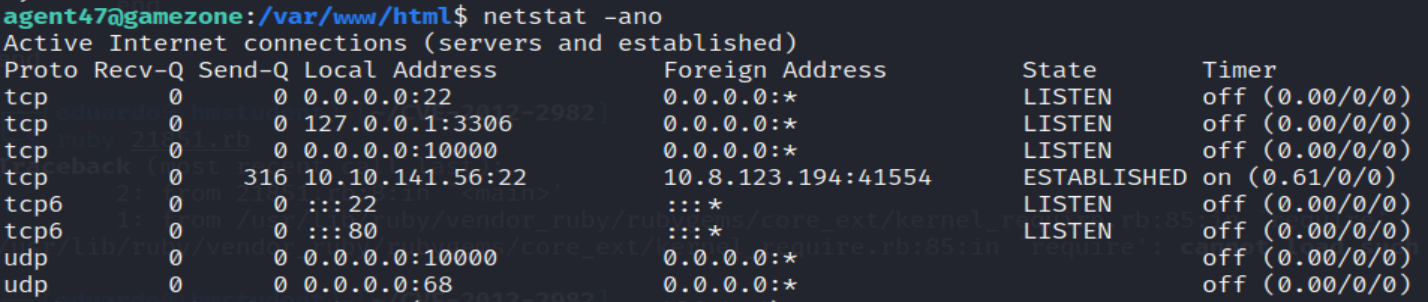 agent47@gamezone:/var/www/html$ netstat -ano
Active Internet connections (servers and established)
Proto Recv-Q Send-Q Local Address           Foreign Address         State       Timer
tcp        0      0 0.0.0.0:22              0.0.0.0:*               LISTEN      off (0.00/0/0)
tcp        0      0 127.0.0.1:3306          0.0.0.0:*               LISTEN      off (0.00/0/0)
tcp        0      0 0.0.0.0:10000           0.0.0.0:*               LISTEN      off (0.00/0/0)
tcp        0    316 10.10.141.56:22         10.8.123.194:41554      ESTABLISHED on (0.61/0/0)
tcp6       0      0 :::22                   :::*                    LISTEN      off (0.00/0/0)
tcp6       0      0 :::80                   :::*                    LISTEN      off (0.00/0/0)
udp        0      0 0.0.0.0:10000           0.0.0.0:*                           off (0.00/0/0)
udp        0      0 0.0.0.0:68              0.0.0.0:*                           off (0.00/0/0)